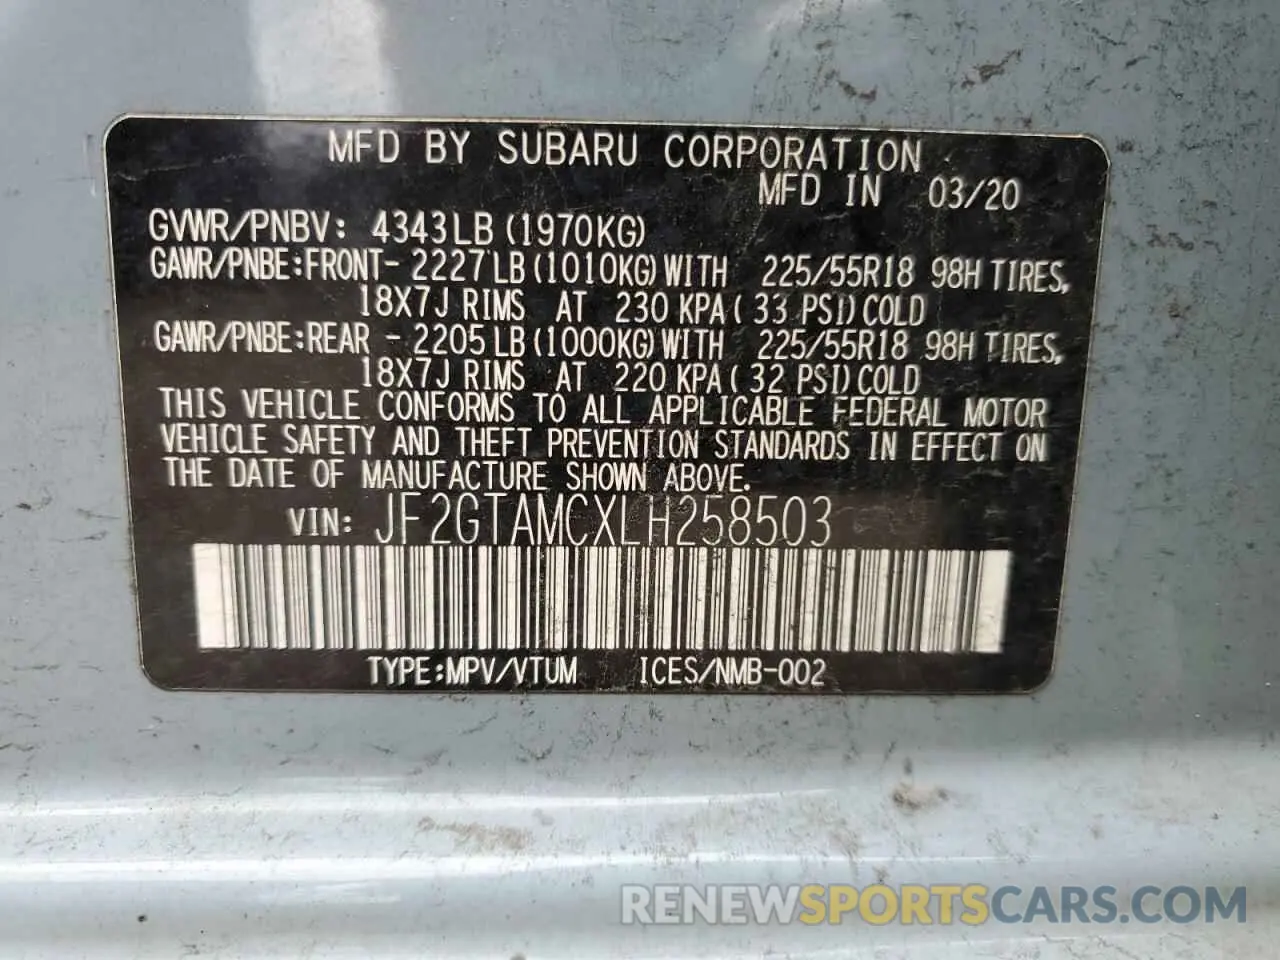 MFD BY SUBARU CORPORATION
MFD IN 03/20
GVWR/PNBV: 4343LB (1970KG)
GAWR/PNBE:FRONT- 2227LB (1010KG) WITH 225/55R18 98H TIRES,
18X7J RIMS AT 230 KPA ( 33 PSI) COLD
GAWR/PNBE:REAR - 2205LB (1000KG) WITH 225/55R18 98H TIRES,
18X7J RIMS AT 220 KPA ( 32 PSI) COLD
THIS VEHICLE CONFORMS TO ALL APPLICABLE FEDERAL MOTOR
VEHICLE SAFETY AND THEFT PREVENTION STANDARDS IN EFFECT ON
THE DATE OF MANUFACTURE SHOWN ABOVE.
VIN: JF2GTAMCXLH258503
TYPE:MPV/VTUM ICES/NMB-002
RENEWSPORTSCARS.COM